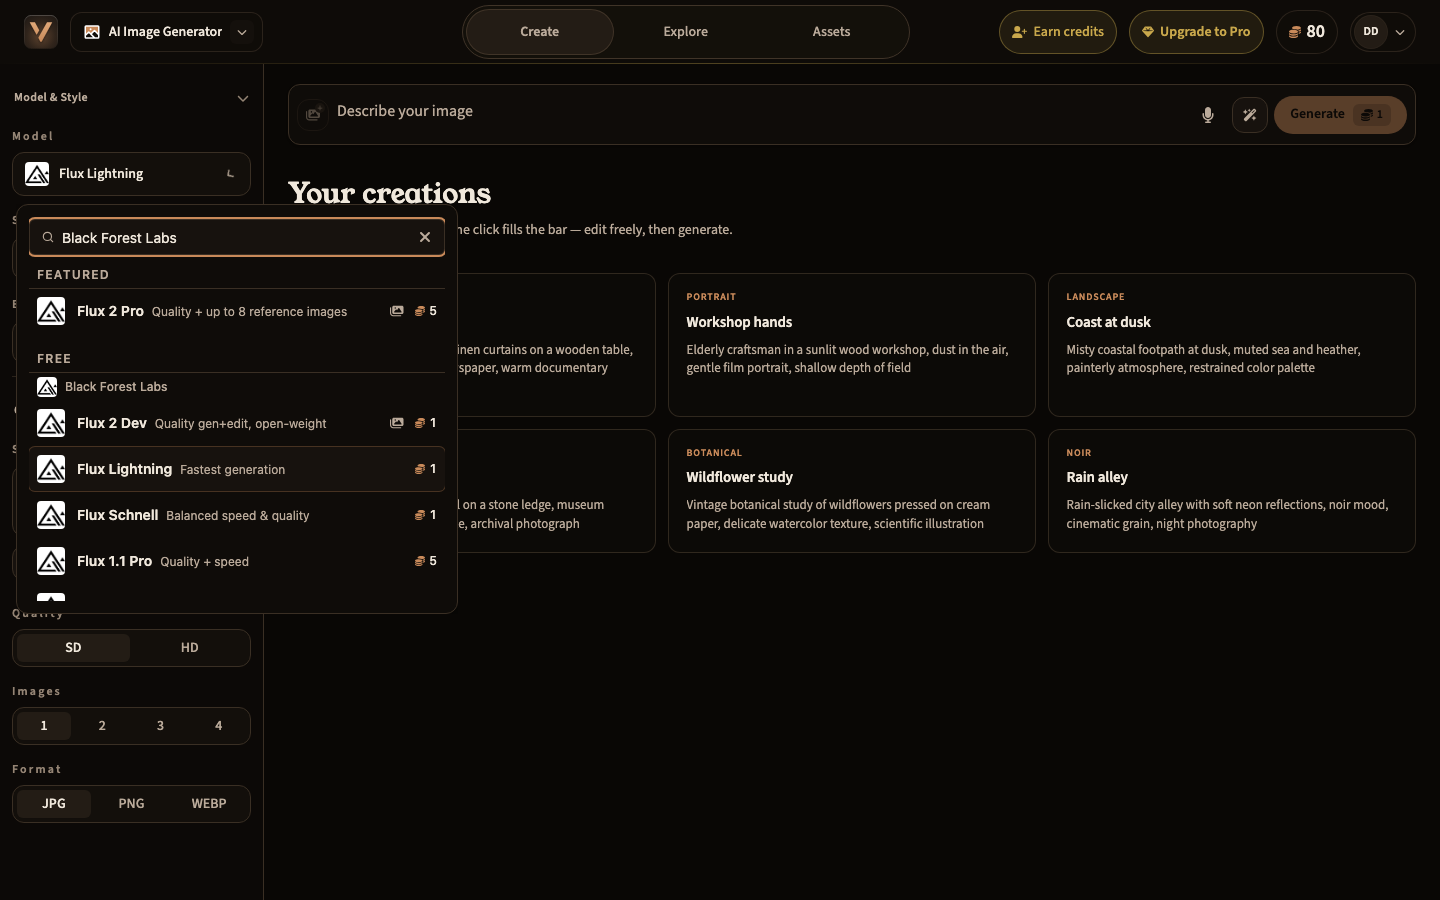 AI Image Generator
Create
Explore
Assets
Earn credits
Upgrade to Pro
80
DD
Model & Style
Model
Flux Lightning
Describe your image
Generate 1
Your creations
ne click fills the bar — edit freely, then generate.
Black Forest Labs
FEATURED
Flux 2 Pro Quality + up to 8 reference images 5
FREE
Black Forest Labs
Flux 2 Dev Quality gen+edit, open-weight 1
Flux Lightning Fastest generation 1
Flux Schnell Balanced speed & quality 1
Flux 1.1 Pro Quality + speed 5
inen curtains on a wooden table,
spaper, warm documentary
PORTRAIT
Workshop hands
Elderly craftsman in a sunlit wood workshop, dust in the air,
gentle film portrait, shallow depth of field
LANDSCAPE
Coast at dusk
Misty coastal footpath at dusk, muted sea and heather,
painterly atmosphere, restrained color palette
l on a stone ledge, museum
e, archival photograph
BOTANICAL
Wildflower study
Vintage botanical study of wildflowers pressed on cream
paper, delicate watercolor texture, scientific illustration
NOIR
Rain alley
Rain-slicked city alley with soft neon reflections, noir mood,
cinematic grain, night photography
Quality
SD HD
Images
1 2 3 4
Format
JPG PNG WEBP